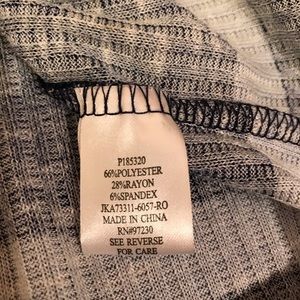 P185320
66%POLYESTER
28%RAYON
6%SPANDEX
JKA73311-6057-RO
MADE IN CHINA
RN#97230
SEE REVERSE
FOR CARE